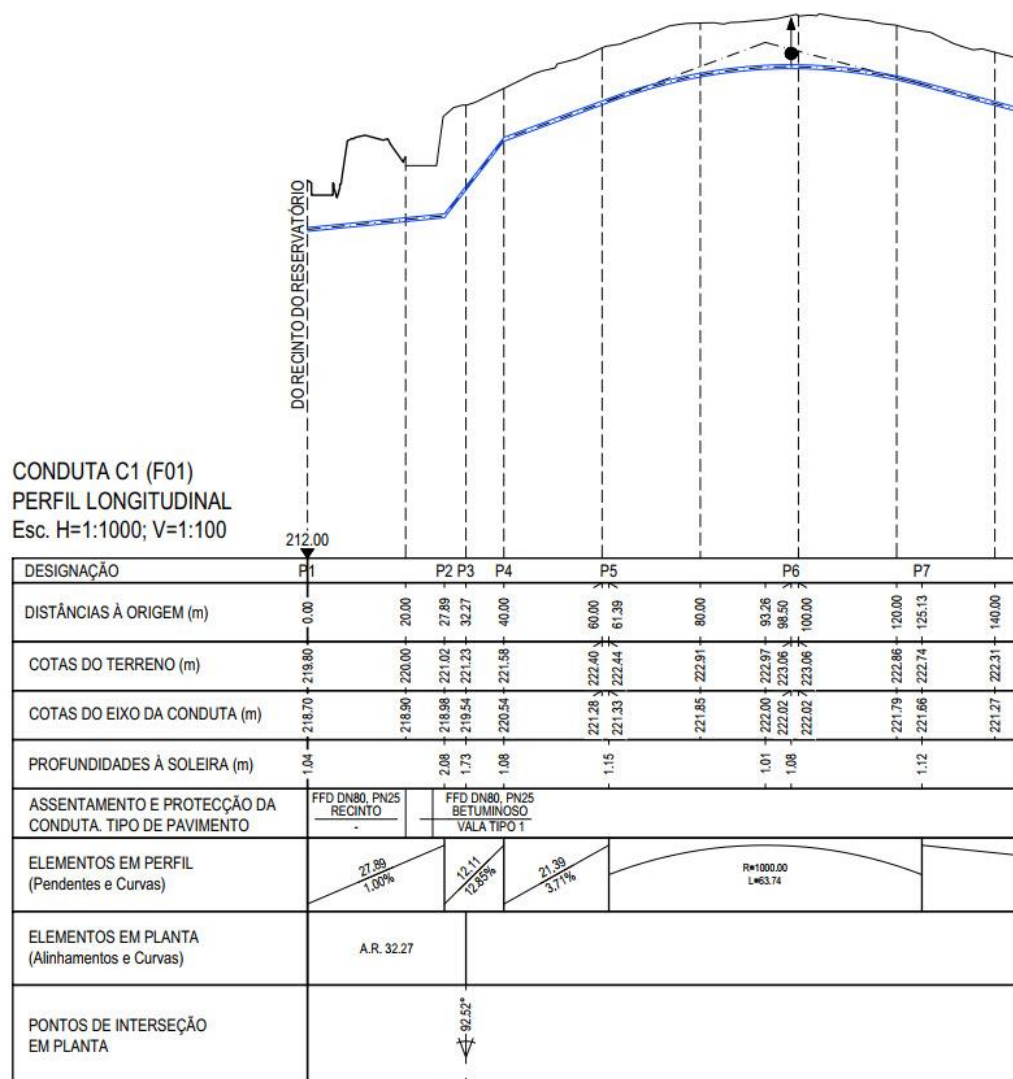 DO RECINTO DO RESERVATÓRIO
CONDUTA C1 (F01)
PERFIL LONGITUDINAL
Esc. H=1:1000; V=1:100
212.00
DESIGNAÇÃO P1 P2 P3 P4 P5 P6 P7
DISTÂNCIAS À ORIGEM (m) 0.00 20.00 27.89 32.27 40.00 60.00 61.39 80.00 93.26 98.50 100.00 120.00 125.13 140.00
COTAS DO TERRENO (m) 219.80 220.00 221.02 221.23 221.58 222.40 222.44 222.91 222.97 223.06 223.06 222.86 222.74 222.31
COTAS DO EIXO DA CONDUTA (m) 218.70 218.90 218.98 219.54 220.54 221.28 221.33 221.85 222.00 222.02 222.02 221.79 221.66 221.27
PROFUNDIDADES À SOLEIRA (m) 1.04 2.08 1.73 1.08 1.15 1.01 1.08 1.12
ASSENTAMENTO E PROTECÇÃO DA
CONDUTA. TIPO DE PAVIMENTO
FFD DN80, PN25
RECINTO
-
FFD DN80, PN25
BETUMINOSO
VALA TIPO 1
ELEMENTOS EM PERFIL
(Pendentes e Curvas)
27.89
1.00%
12.11
12.85%
21.39
3.71%
R=1000.00
L=63.74
ELEMENTOS EM PLANTA
(Alinhamentos e Curvas)
A.R. 32.27
PONTOS DE INTERSEÇÃO
EM PLANTA
92.52°